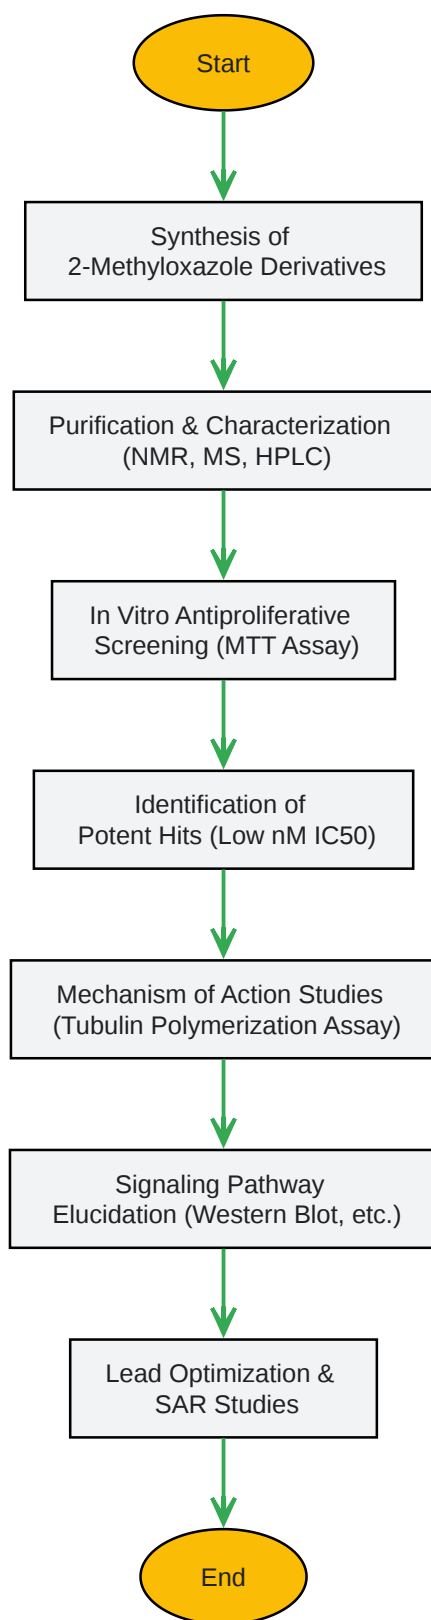 Start
Synthesis of
2-Methyloxazole Derivatives
Purification & Characterization
(NMR, MS, HPLC)
In Vitro Antiproliferative
Screening (MTT Assay)
Identification of
Potent Hits (Low nM IC50)
Mechanism of Action Studies
(Tubulin Polymerization Assay)
Signaling Pathway
Elucidation (Western Blot, etc.)
Lead Optimization &
SAR Studies
End